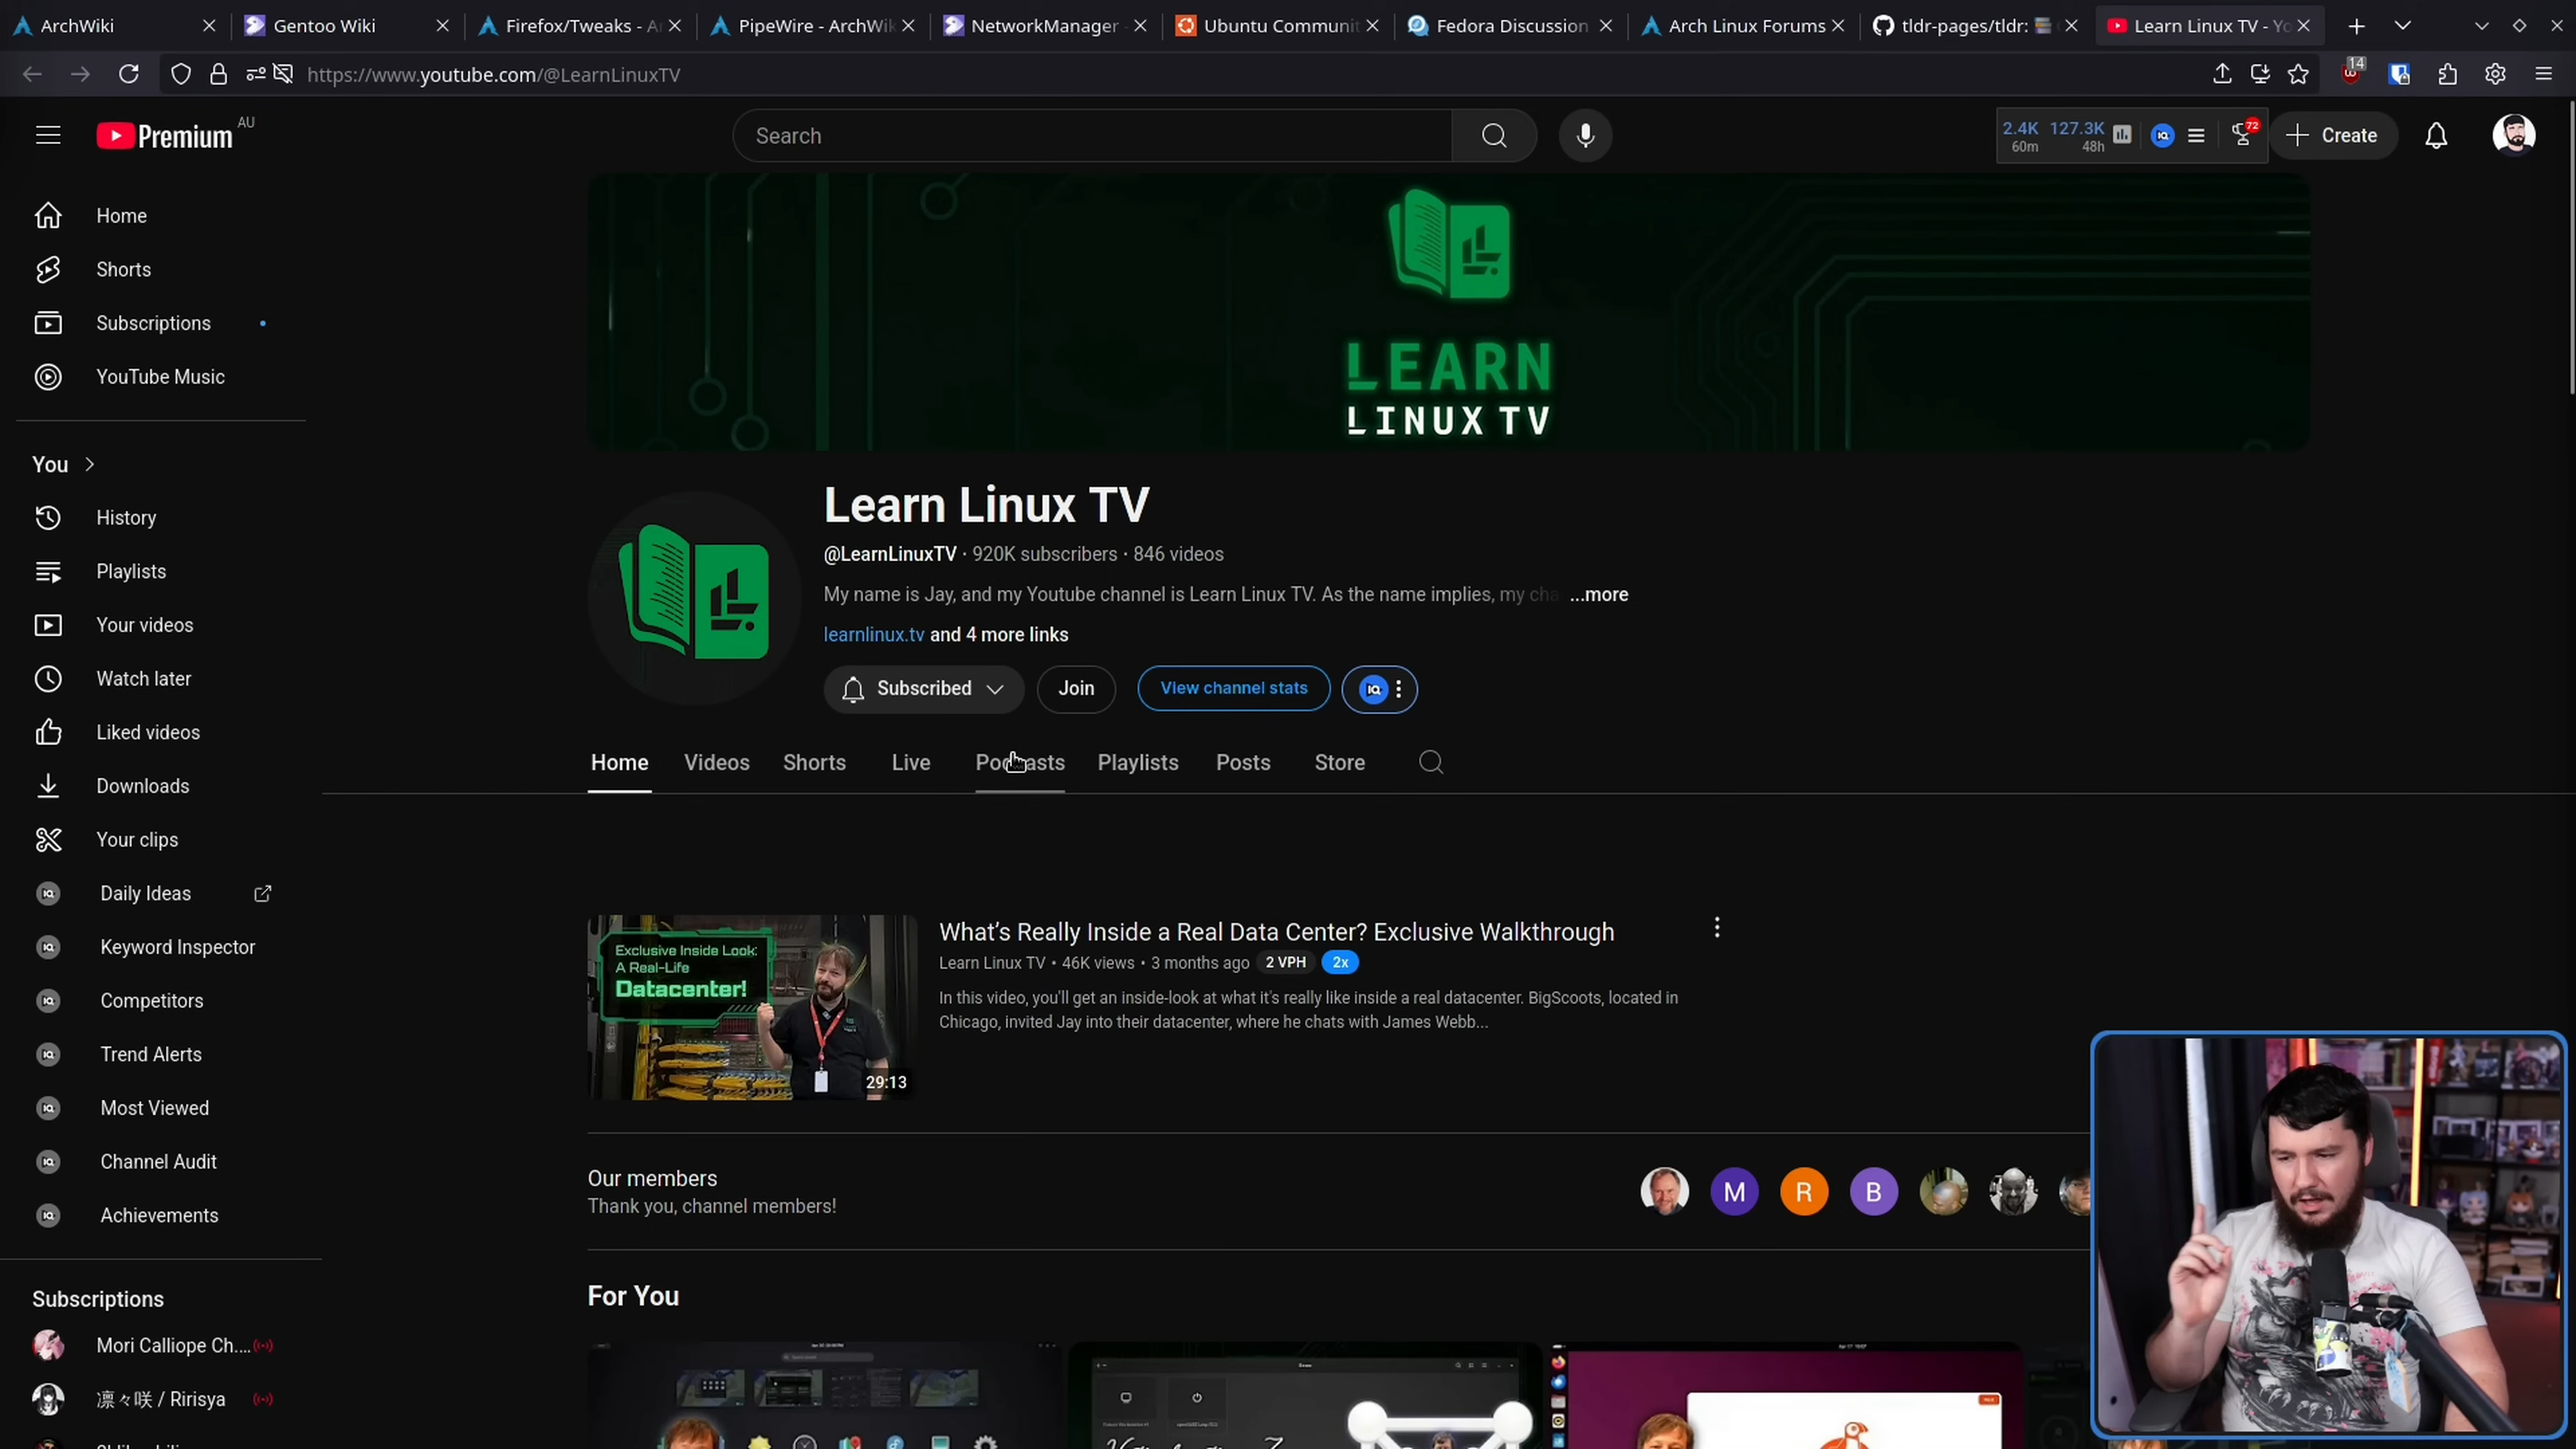 ArchWiki
Gentoo Wiki
Firefox/Tweaks - A
PipeWire - ArchWik
NetworkManager -
Ubuntu Communit
Fedora Discussion
Arch Linux Forums
tldr-pages/tldr:
Learn Linux TV - Yo
https://www.youtube.com/@LearnLinuxTV
14
Premium AU
Search
2.4K 127.3K
60m 48h
72
Create
Home
Shorts
Subscriptions
YouTube Music
You
History
Playlists
Your videos
Watch later
Liked videos
Downloads
Your clips
Daily Ideas
Keyword Inspector
Competitors
Trend Alerts
Most Viewed
Channel Audit
Achievements
Subscriptions
Mori Calliope Ch....
凛々咲 / Ririsya
LEARN
LINUX TV
Learn Linux TV
@LearnLinuxTV · 920K subscribers · 846 videos
My name is Jay, and my Youtube channel is Learn Linux TV. As the name implies, my cha ...more
learnlinux.tv and 4 more links
Subscribed
Join
View channel stats
Home Videos Shorts Live Podcasts Playlists Posts Store
Exclusive Inside Look:
A Real-Life
Datacenter!
29:13
What's Really Inside a Real Data Center? Exclusive Walkthrough
Learn Linux TV • 46K views • 3 months ago 2 VPH 2x
In this video, you'll get an inside-look at what it's really like inside a real datacenter. BigScoots, located in
Chicago, invited Jay into their datacenter, where he chats with James Webb...
Our members
Thank you, channel members!
M R B
For You